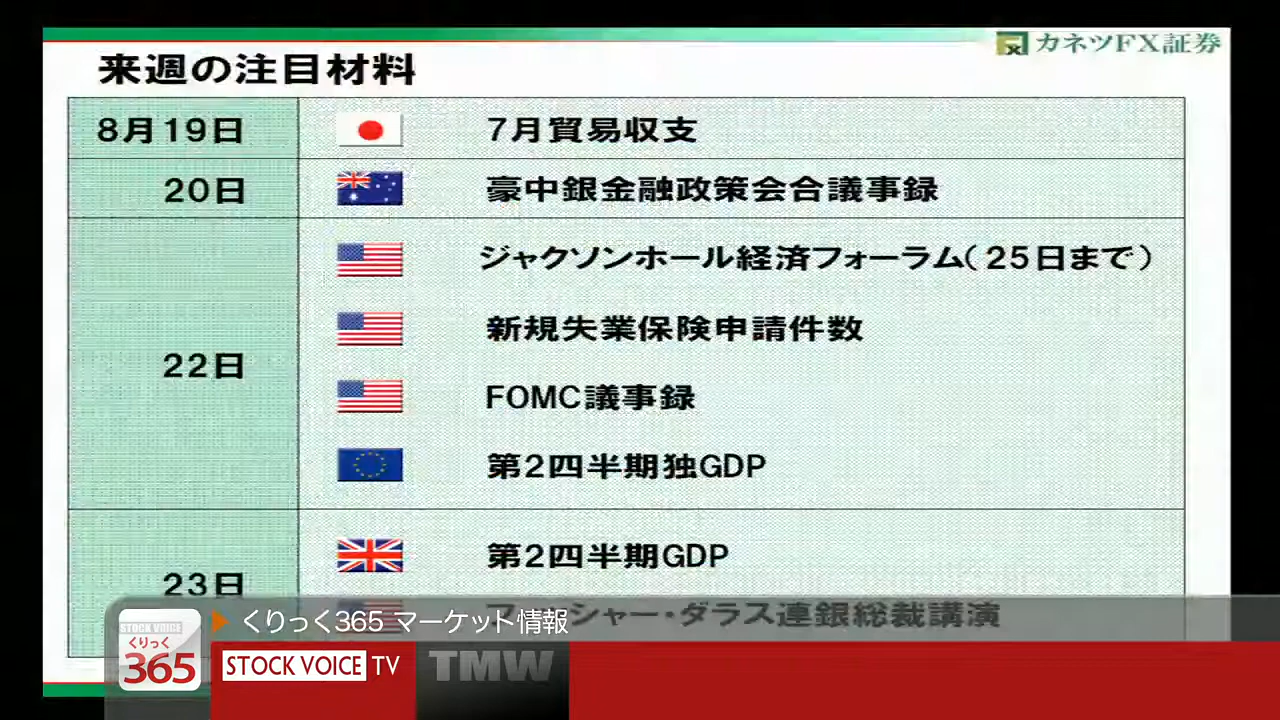 カネツFX証券
来週の注目材料
8月19日 7月貿易収支
20日 豪中銀金融政策会合議事録
ジャクソンホール経済フォーラム(25日まで)
新規失業保険申請件数
22日
FOMC議事録
第2四半期独GDP
第2四半期GDP
23日
フィッシャー・ダラス連銀総裁講演
くりっく365 マーケット情報
STOCK VOICE
くりっく
365
STOCK VOICE TV
TMW